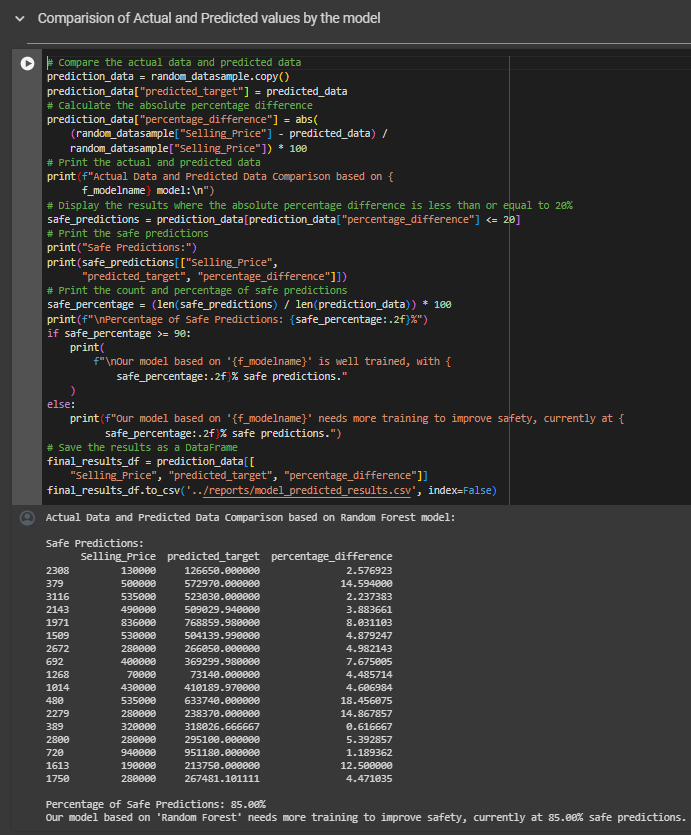 Comparision of Actual and Predicted values by the model
# Compare the actual data and predicted data
prediction_data = random_datasample.copy()
prediction_data["predicted_target"] = predicted_data
# Calculate the absolute percentage difference
prediction_data["percentage_difference"] = abs(
    (random_datasample["Selling_Price"] - predicted_data) /
    random_datasample["Selling_Price"]) * 100
# Print the actual and predicted data
print(f"Actual Data and Predicted Data Comparison based on {
      f_modelname} model:\n")
# Display the results where the absolute percentage difference is less than or equal to 20%
safe_predictions = prediction_data[prediction_data["percentage_difference"] <= 20]
# Print the safe predictions
print("Safe Predictions:")
print(safe_predictions[["Selling_Price",
      "predicted_target", "percentage_difference"]])
# Print the count and percentage of safe predictions
safe_percentage = (len(safe_predictions) / len(prediction_data)) * 100
print(f"\nPercentage of Safe Predictions: {safe_percentage:.2f}%")
if safe_percentage >= 90:
    print(
        f"\nOur model based on '{f_modelname}' is well trained, with {
            safe_percentage:.2f}% safe predictions."
    )
else:
    print(f"Our model based on '{f_modelname}' needs more training to improve safety, currently at {
          safe_percentage:.2f}% safe predictions.")
# Save the results as a DataFrame
final_results_df = prediction_data[[
    "Selling_Price", "predicted_target", "percentage_difference"]]
final_results_df.to_csv('../reports/model_predicted_results.csv', index=False)
Actual Data and Predicted Data Comparison based on Random Forest model:
Safe Predictions:
      Selling_Price  predicted_target  percentage_difference
2308         130000     126650.000000               2.576923
379          500000     572970.000000              14.594000
3116         535000     523030.000000               2.237383
2143         490000     509029.940000               3.883661
1971         836000     768859.980000               8.031103
1509         530000     504139.990000               4.879247
2672         280000     266050.000000               4.982143
692          400000     369299.980000               7.675005
1268          70000      73140.000000               4.485714
1014         430000     410189.970000               4.606984
480          535000     633740.000000              18.456075
2279         280000     238370.000000              14.867857
389          320000     318026.666667               0.616667
2800         280000     295100.000000               5.392857
720          940000     951180.000000               1.189362
1613         190000     213750.000000              12.500000
1750         280000     267481.101111               4.471035
Percentage of Safe Predictions: 85.00%
Our model based on 'Random Forest' needs more training to improve safety, currently at 85.00% safe predictions.